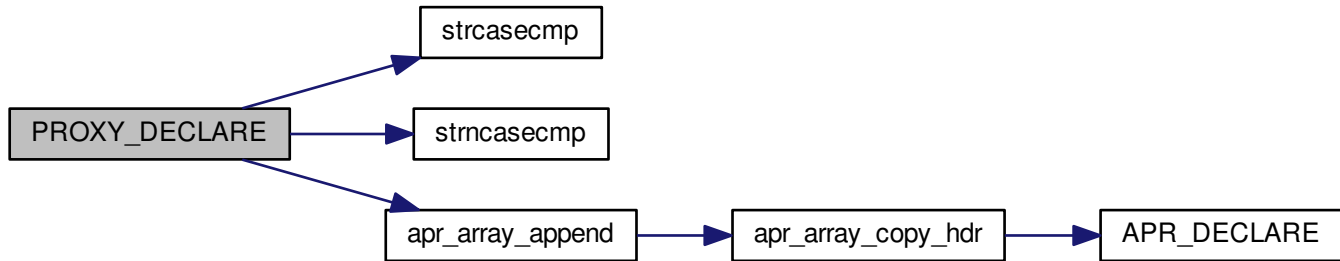 strcasecmp
PROXY_DECLARE
strncasecmp
apr_array_append
apr_array_copy_hdr
APR_DECLARE